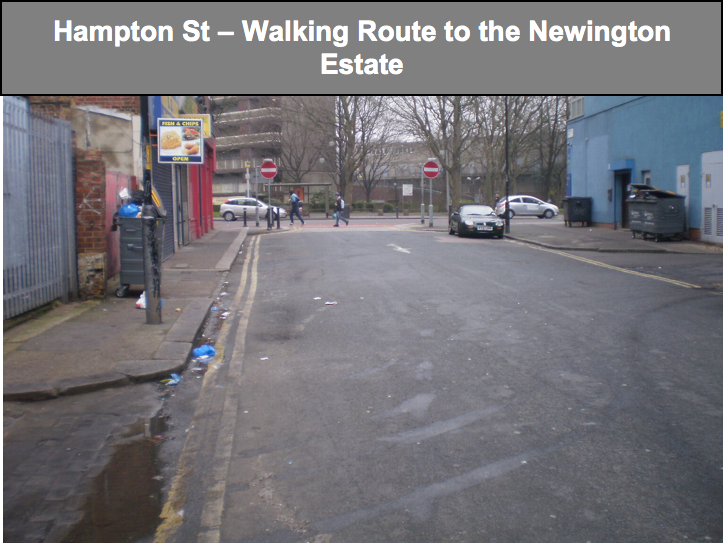 Hampton St – Walking Route to the Newington
Estate
FISH & CHIPS
OPEN